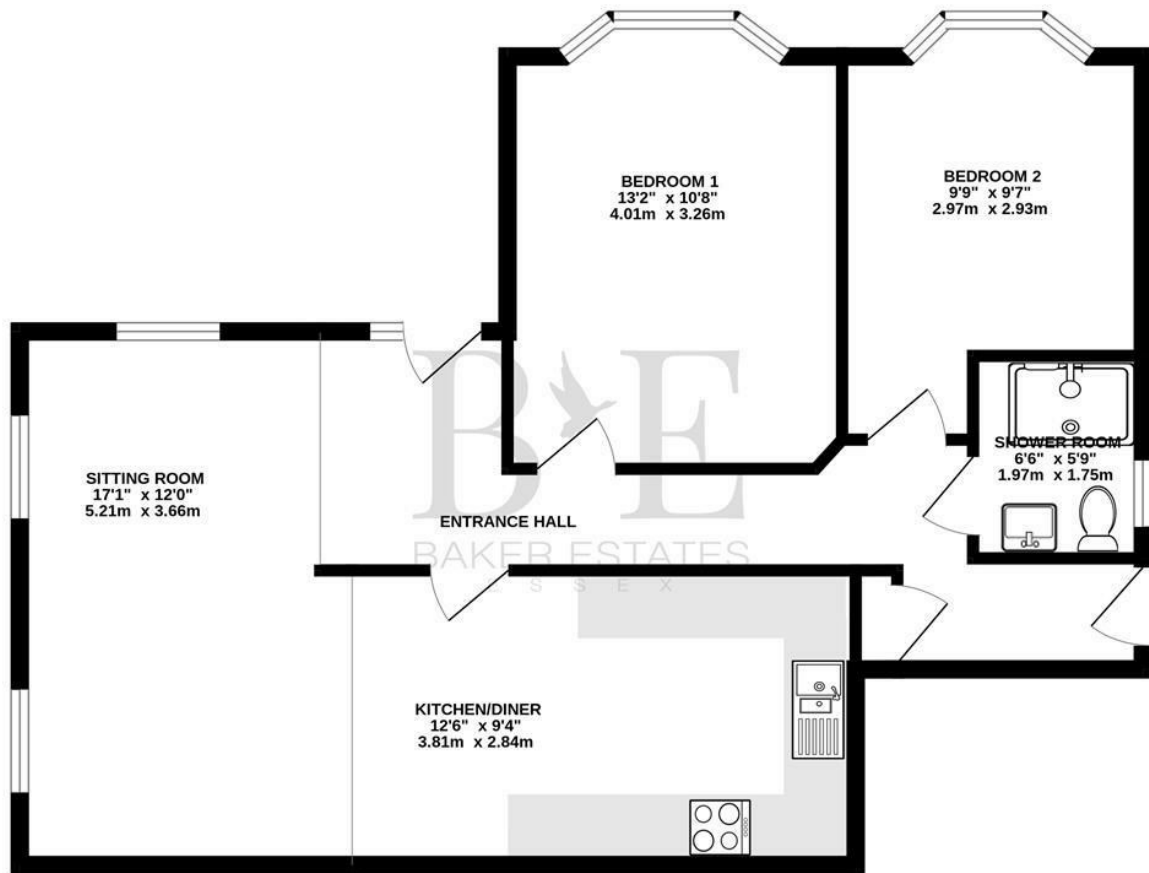 BEDROOM 1
13'2" x 10'8"
4.01m x 3.26m
BEDROOM 2
9'9" x 9'7"
2.97m x 2.93m
SHOWER ROOM
6'6" x 5'9"
1.97m x 1.75m
SITTING ROOM
17'1" x 12'0"
5.21m x 3.66m
B E
ENTRANCE HALL
BAKER ESTATES
ESSEX
KITCHEN/DINER
12'6" x 9'4"
3.81m x 2.84m